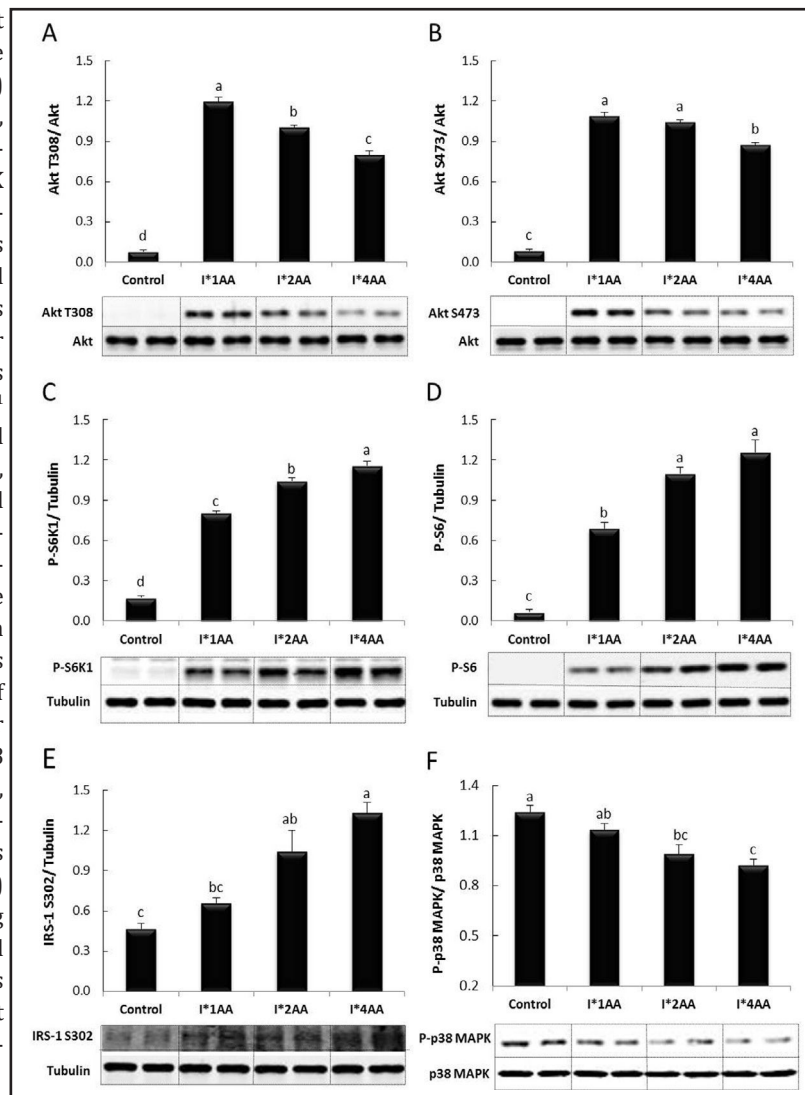 A
1.5
1.2
0.9
0.6
0.3
0.0
Akt T308/ Akt
a
b
c
d
Control I*1AA I*2AA I*4AA
Akt T308
Akt
B
1.5
1.2
0.9
0.6
0.3
0.0
Akt S473/ Akt
a
a
b
c
Control I*1AA I*2AA I*4AA
Akt S473
Akt
C
1.5
1.2
0.9
0.6
0.3
0.0
P-S6K1/ Tubulin
a
b
c
d
Control I*1AA I*2AA I*4AA
P-S6K1
Tubulin
D
1.5
1.2
0.9
0.6
0.3
0.0
P-S6/ Tubulin
a
a
b
c
Control I*1AA I*2AA I*4AA
P-S6
Tubulin
E
1.5
1.2
0.9
0.6
0.3
0.0
IRS-1 S302/ Tubulin
a
ab
bc
c
Control I*1AA I*2AA I*4AA
IRS-1 S302
Tubulin
F
1.4
1.1
0.8
0.5
0.2
P-p38 MAPK/ p38 MAPK
a
ab
bc
c
Control I*1AA I*2AA I*4AA
P-p38 MAPK
p38 MAPK